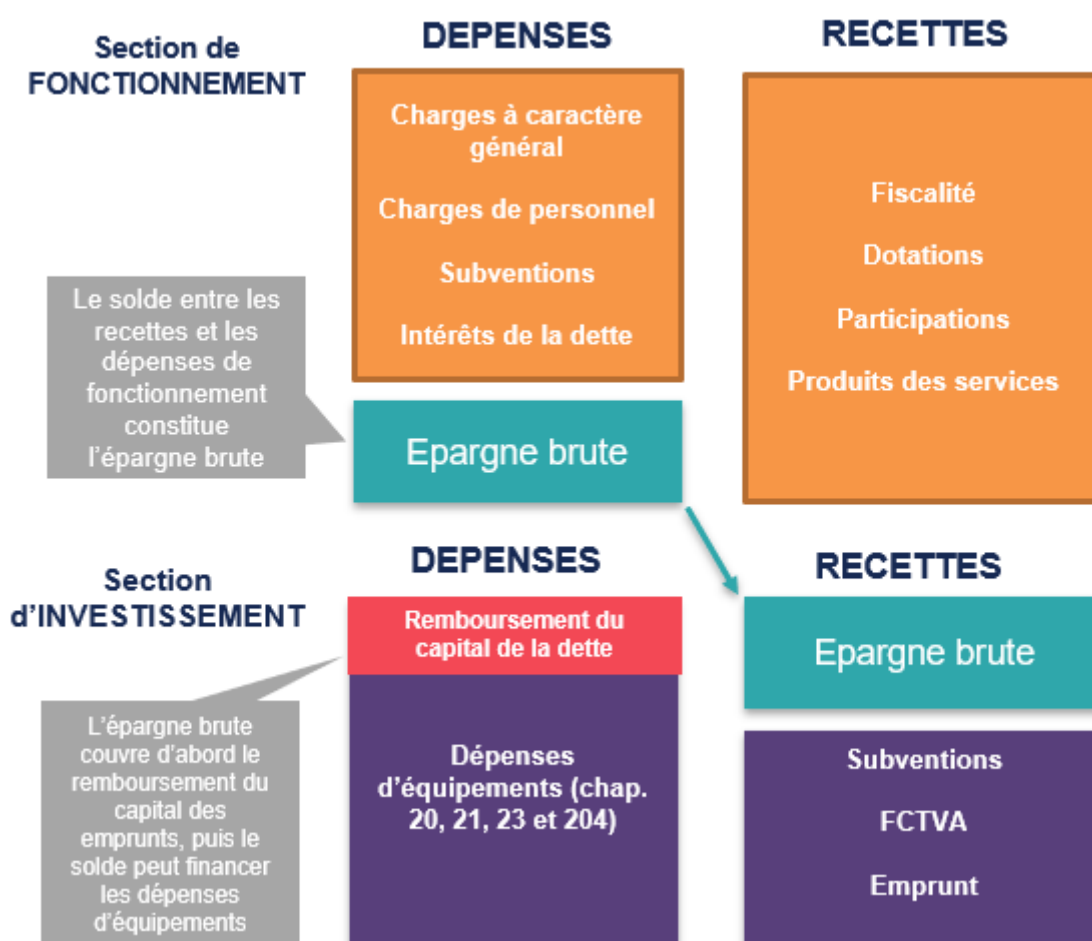 Section de
FONCTIONNEMENT
DEPENSES
RECETTES
Charges à caractère
général
Charges de personnel
Subventions
Intérêts de la dette
Fiscalité
Dotations
Participations
Produits des services
Le solde entre les
recettes et les
dépenses de
fonctionnement
constitue
l'épargne brute
Epargne brute
Section
d'INVESTISSEMENT
DEPENSES
RECETTES
Remboursement du
capital de la dette
Epargne brute
L'épargne brute
couvre d'abord le
remboursement du
capital des
emprunts, puis le
solde peut financer
les dépenses
d'équipements
Dépenses
d'équipements (chap.
20, 21, 23 et 204)
Subventions
FCTVA
Emprunt